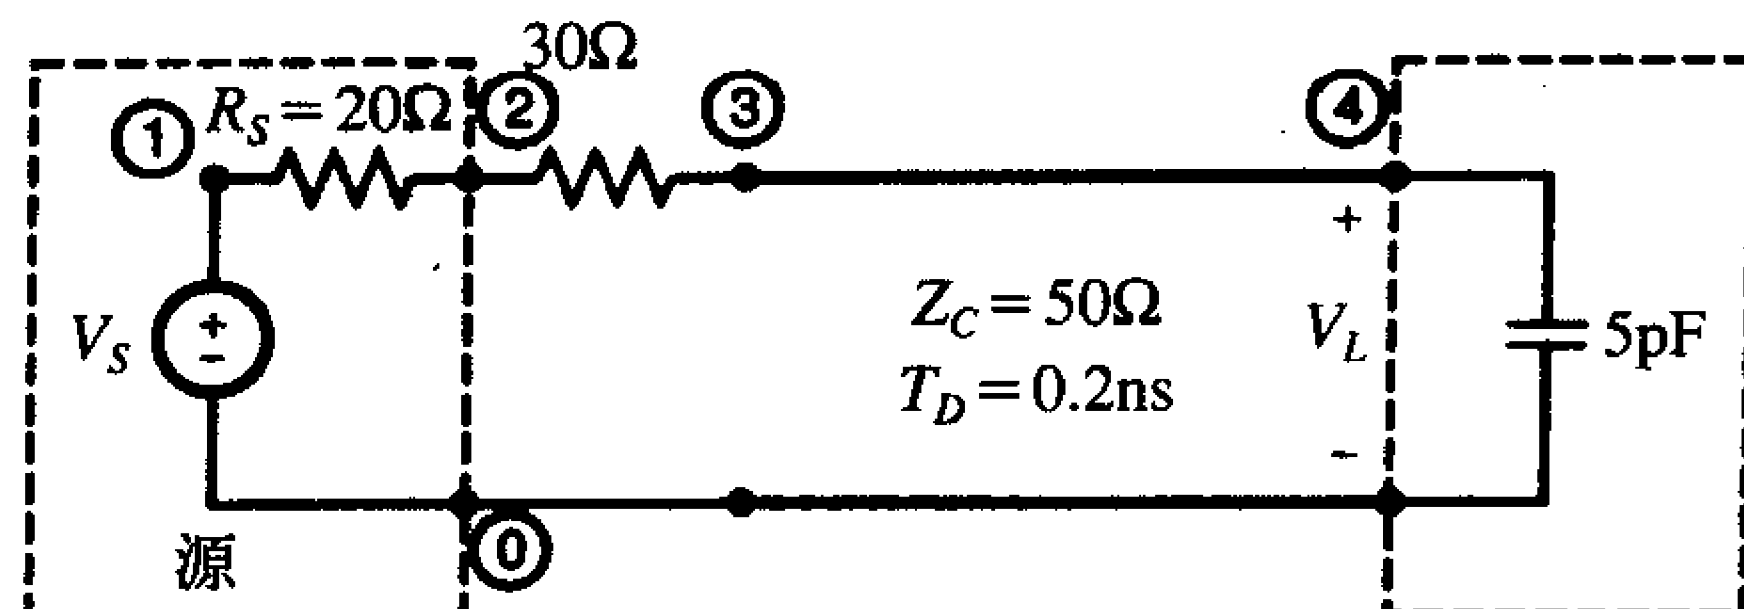 30Ω
① R_S = 20Ω ② ③ ④
+
Z_C = 50Ω
V_S + − V_L 5pF
T_D = 0.2ns
−
源 ⓪